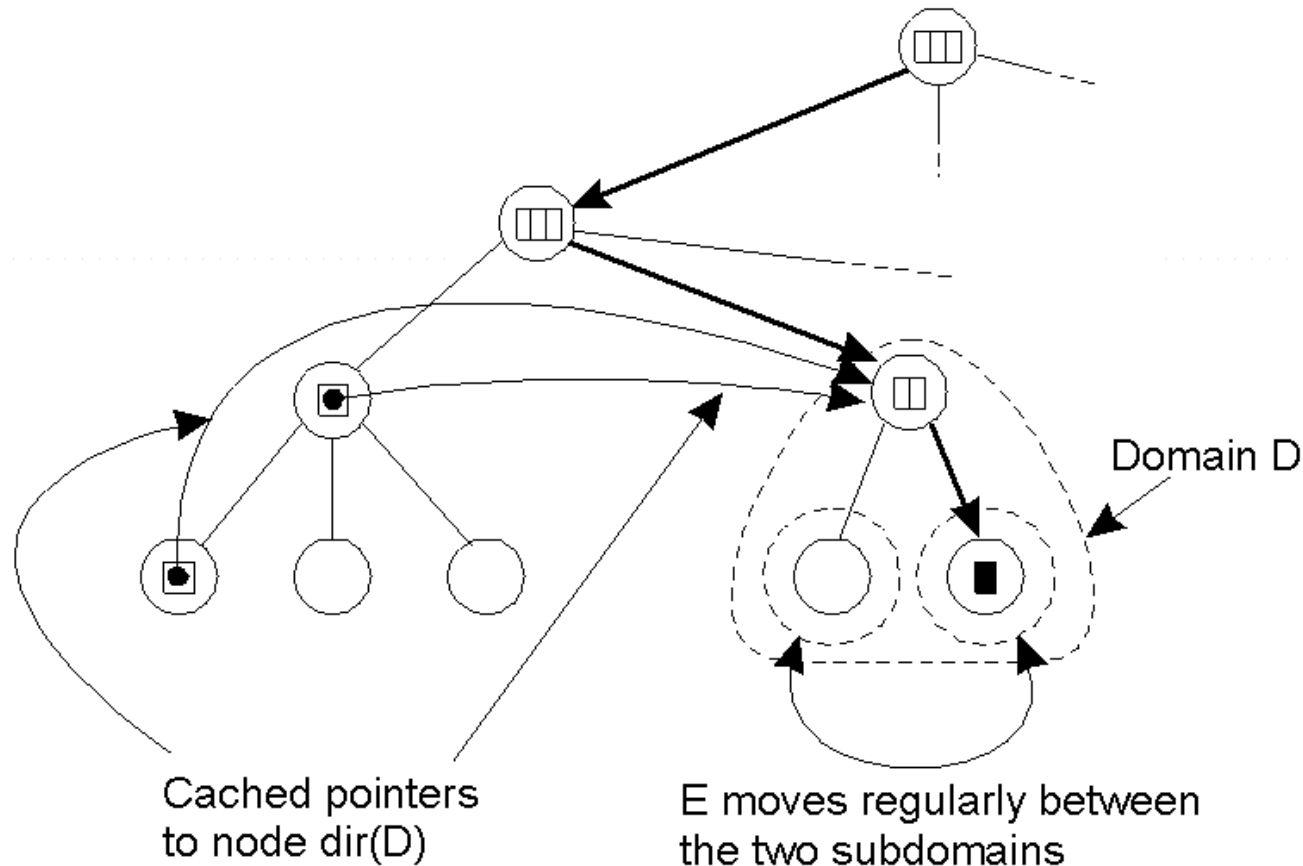 Domain D
Cached pointers
to node dir(D)
E moves regularly between
the two subdomains